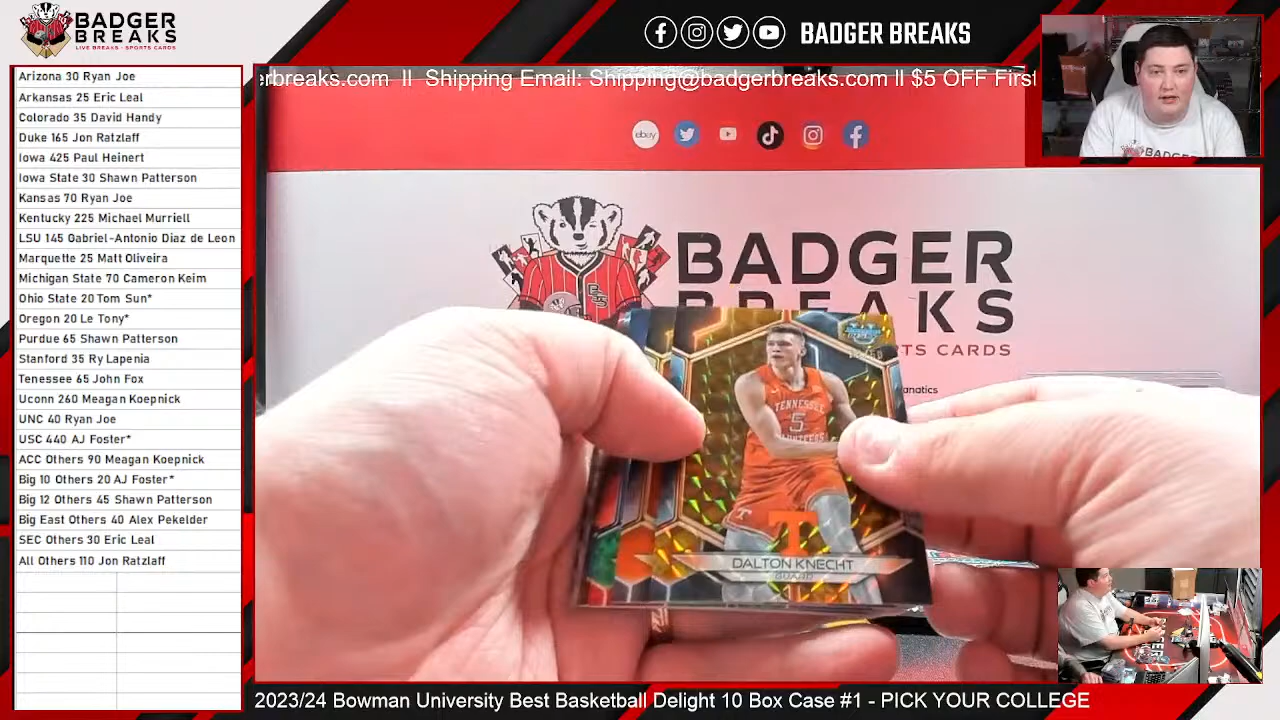 BADGER
BREAKS
LIVE BREAKS - SPORTS CARDS
BADGER BREAKS
Arizona 30 Ryan Joe
Arkansas 25 Eric Leal
Colorado 35 David Handy
Duke 165 Jon Ratzlaff
Iowa 425 Paul Heinert
Iowa State 30 Shawn Patterson
Kansas 70 Ryan Joe
Kentucky 225 Michael Murriell
LSU 145 Gabriel-Antonio Diaz de Leon
Marquette 25 Matt Oliveira
Michigan State 70 Cameron Keim
Ohio State 20 Tom Sun*
Oregon 20 Le Tony*
Purdue 65 Shawn Patterson
Stanford 35 Ry Lapenia
Tenessee 65 John Fox
Uconn 260 Meagan Koepnick
UNC 40 Ryan Joe
USC 440 AJ Foster*
ACC Others 90 Meagan Koepnick
Big 10 Others 20 AJ Foster*
Big 12 Others 45 Shawn Patterson
Big East Others 40 Alex Pekelder
SEC Others 30 Eric Leal
All Others 110 Jon Ratzlaff
erbreaks.com ll Shipping Email: Shipping@badgerbreaks.com ll $5 OFF First
ebay
BADGER
BREAKS
TS CARDS
anatics
TENNESSEE
5
T
DALTON KNECHT
GUARD
2023/24 Bowman University Best Basketball Delight 10 Box Case #1 - PICK YOUR COLLEGE